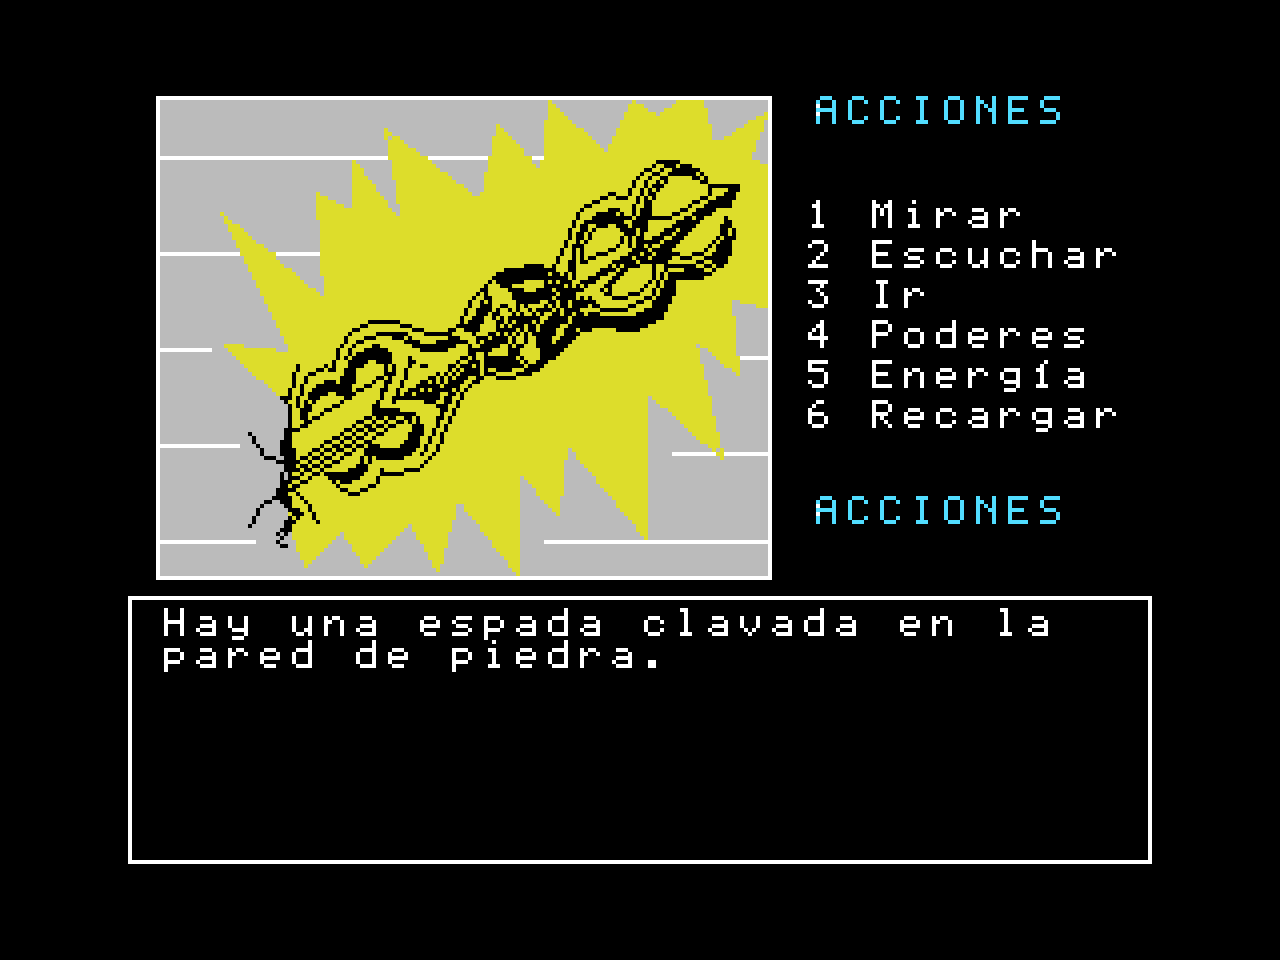 ACCIONES
1 Mirar
2 Escuchar
3 Ir
4 Poderes
5 Energía
6 Recargar
ACCIONES
Hay una espada clavada en la
pared de piedra.